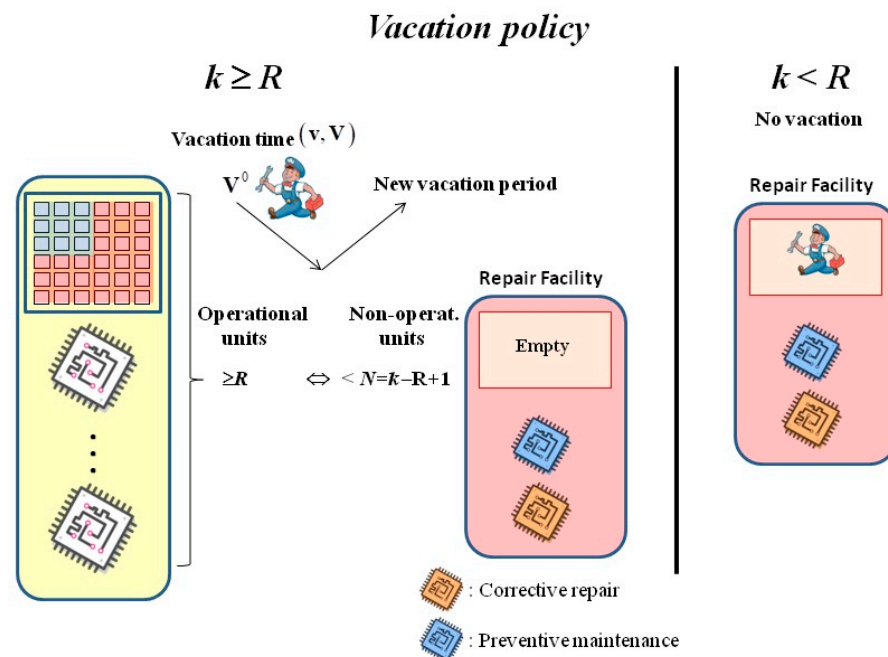 Vacation policy
k ≥ R
Vacation time (v, V)
V⁰
New vacation period
Operational units
≥R
⇔
Non-operat. units
< N=k−R+1
Repair Facility
Empty
: Corrective repair
: Preventive maintenance
k < R
No vacation
Repair Facility